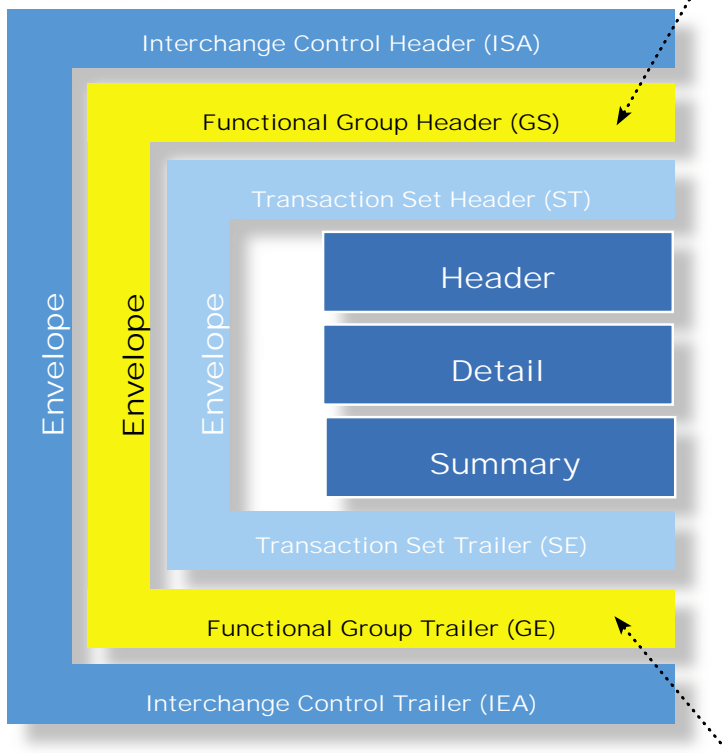 Interchange Control Header (ISA)
Functional Group Header (GS)
Transaction Set Header (ST)
Envelope
Envelope
Envelope
Header
Detail
Summary
Transaction Set Trailer (SE)
Functional Group Trailer (GE)
Interchange Control Trailer (IEA)